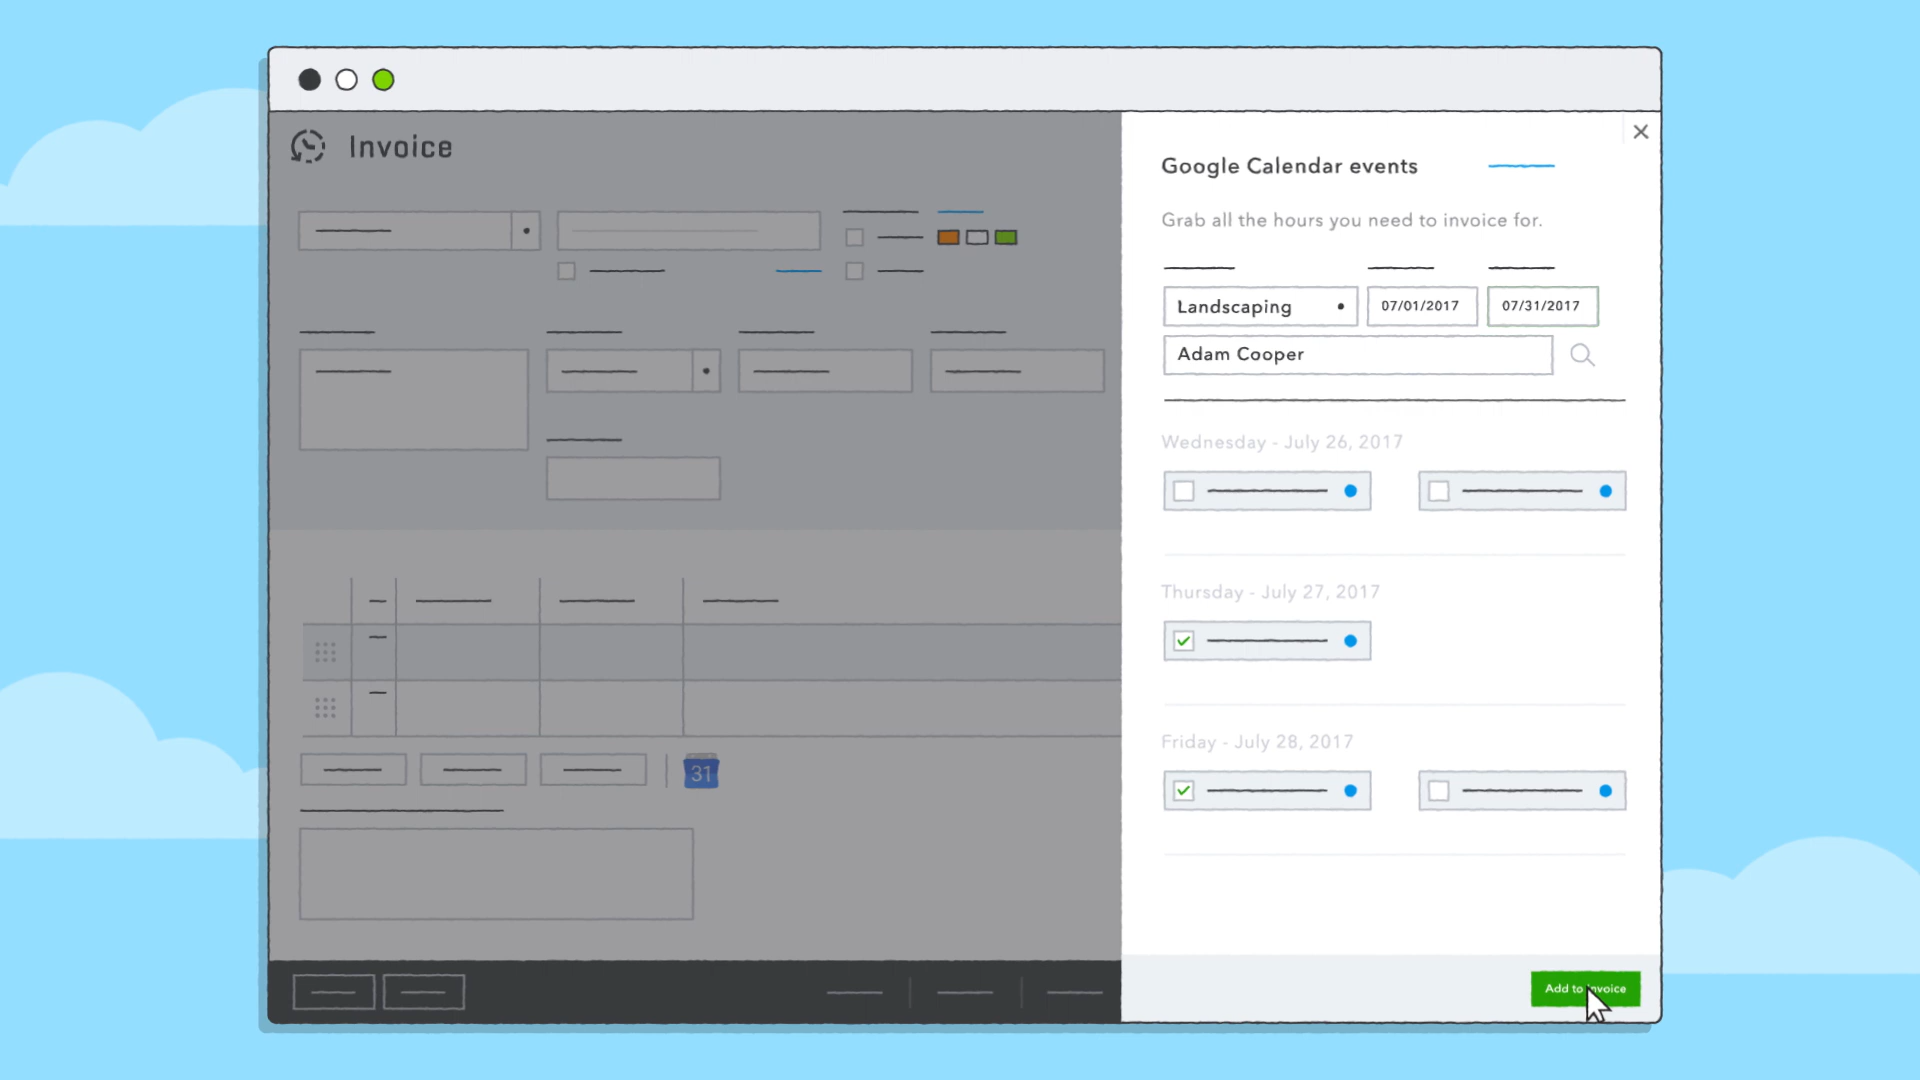 Invoice
Google Calendar events
Grab all the hours you need to invoice for.
Landscaping
07/01/2017
07/31/2017
Adam Cooper
Wednesday - July 26, 2017
Thursday - July 27, 2017
Friday - July 28, 2017
31
Add to invoice